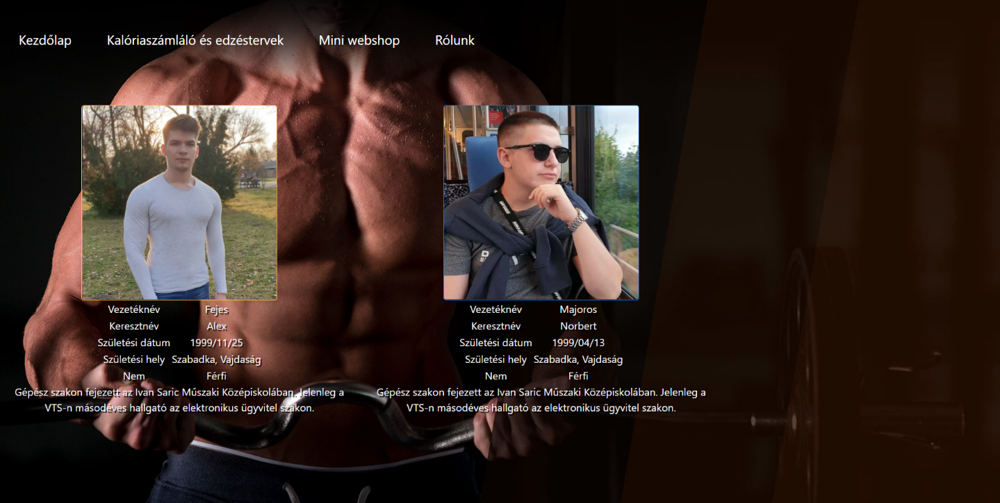 Kezdőlap Kalóriaszámláló és edzéstervek Mini webshop Rólunk
Vezetéknév Fejes
Keresztnév Alex
Születési dátum 1999/11/25
Születési hely Szabadka, Vajdaság
Nem Férfi
Gépész szakon fejezett az Ivan Saric Műszaki Középiskolában. Jelenleg a
VTS-n másodéves hallgató az elektronikus ügyvitel szakon.
Vezetéknév Majoros
Keresztnév Norbert
Születési dátum 1999/04/13
Születési hely Szabadka, Vajdaság
Nem Férfi
Gépész szakon fejezett az Ivan Saric Műszaki Középiskolában. Jelenleg a
VTS-n másodéves hallgató az elektronikus ügyvitel szakon.